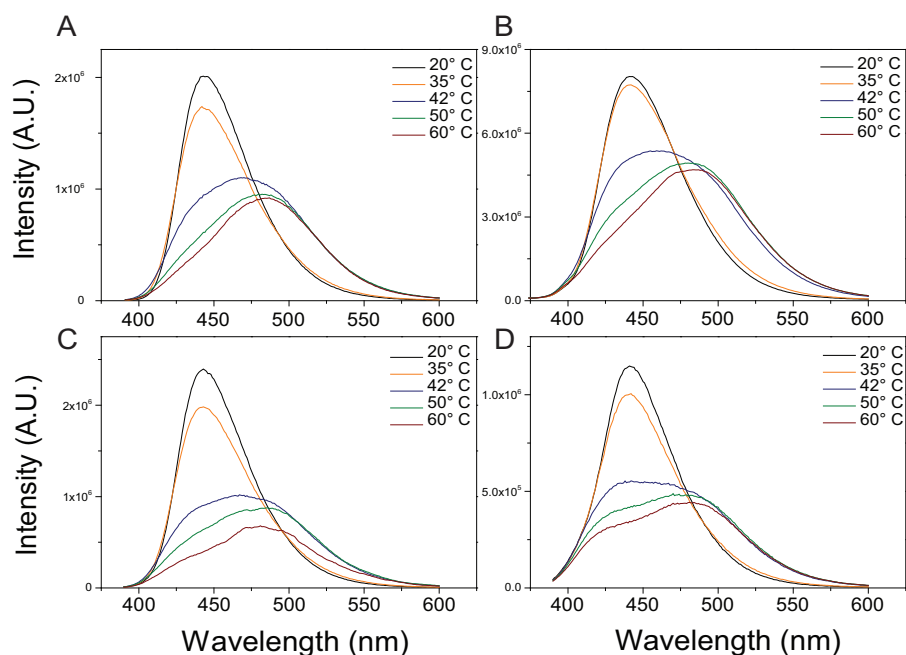 A
Intensity (A.U.)
2x10⁶
1x10⁶
0
20° C
35° C
42° C
50° C
60° C
400 450 500 550 600
B
9.0x10⁶
6.0x10⁶
3.0x10⁶
0.0
20° C
35° C
42° C
50° C
60° C
400 450 500 550 600
C
Intensity (A.U.)
2x10⁶
1x10⁶
0
20° C
35° C
42° C
50° C
60° C
400 450 500 550 600
Wavelength (nm)
D
1.0x10⁶
5.0x10⁵
0.0
20° C
35° C
42° C
50° C
60° C
400 450 500 550 600
Wavelength (nm)